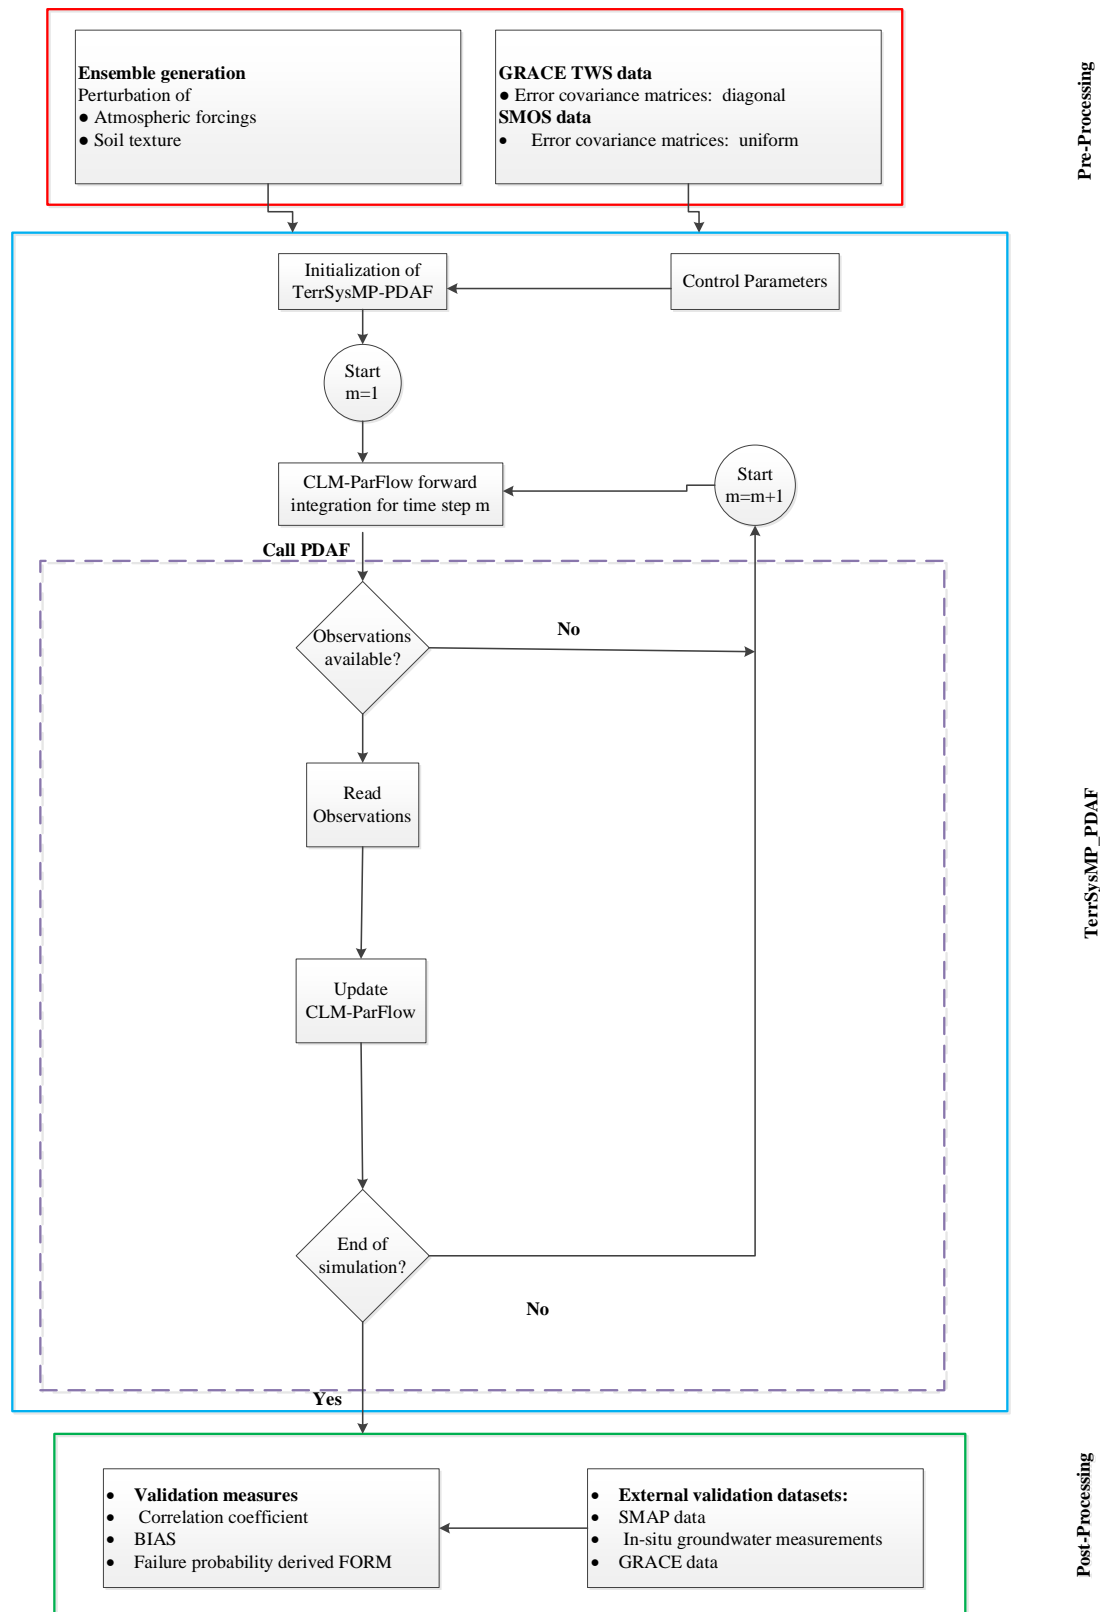 Ensemble generation
Perturbation of
● Atmospheric forcings
● Soil texture
GRACE TWS data
● Error covariance matrices:  diagonal
SMOS data
• Error covariance matrices:  uniform
Pre-Processing
Initialization of
TerrSysMP-PDAF
Control Parameters
Start
m=1
CLM-ParFlow forward
integration for time step m
Start
m=m+1
Call PDAF
Observations
available?
No
Read
Observations
Update
CLM-ParFlow
TerrSysMP_PDAF
End of
simulation?
No
Yes
• Validation measures
• Correlation coefficient
• BIAS
• Failure probability derived FORM
• External validation datasets:
• SMAP data
• In-situ groundwater measurements
• GRACE data
Post-Processing